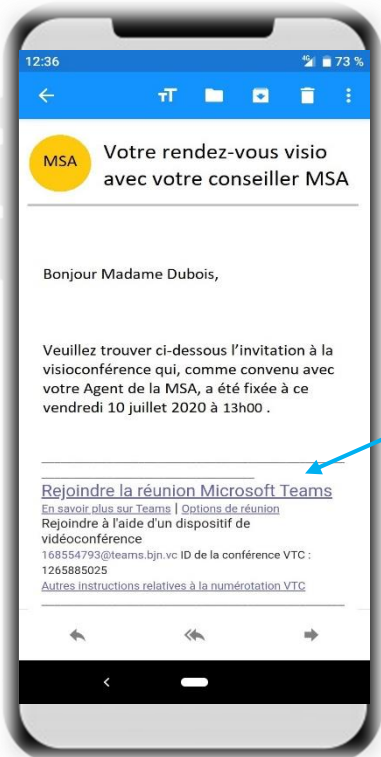 12:36 4G 73 %
MSA
Votre rendez-vous visio
avec votre conseiller MSA
Bonjour Madame Dubois,
Veuillez trouver ci-dessous l'invitation à la
visioconférence qui, comme convenu avec
votre Agent de la MSA, a été fixée à ce
vendredi 10 juillet 2020 à 13h00 .
Rejoindre la réunion Microsoft Teams
En savoir plus sur Teams | Options de réunion
Rejoindre à l'aide d'un dispositif de
vidéoconférence
168554793@teams.bjn.vc ID de la conférence VTC :
1265885025
Autres instructions relatives à la numérotation VTC